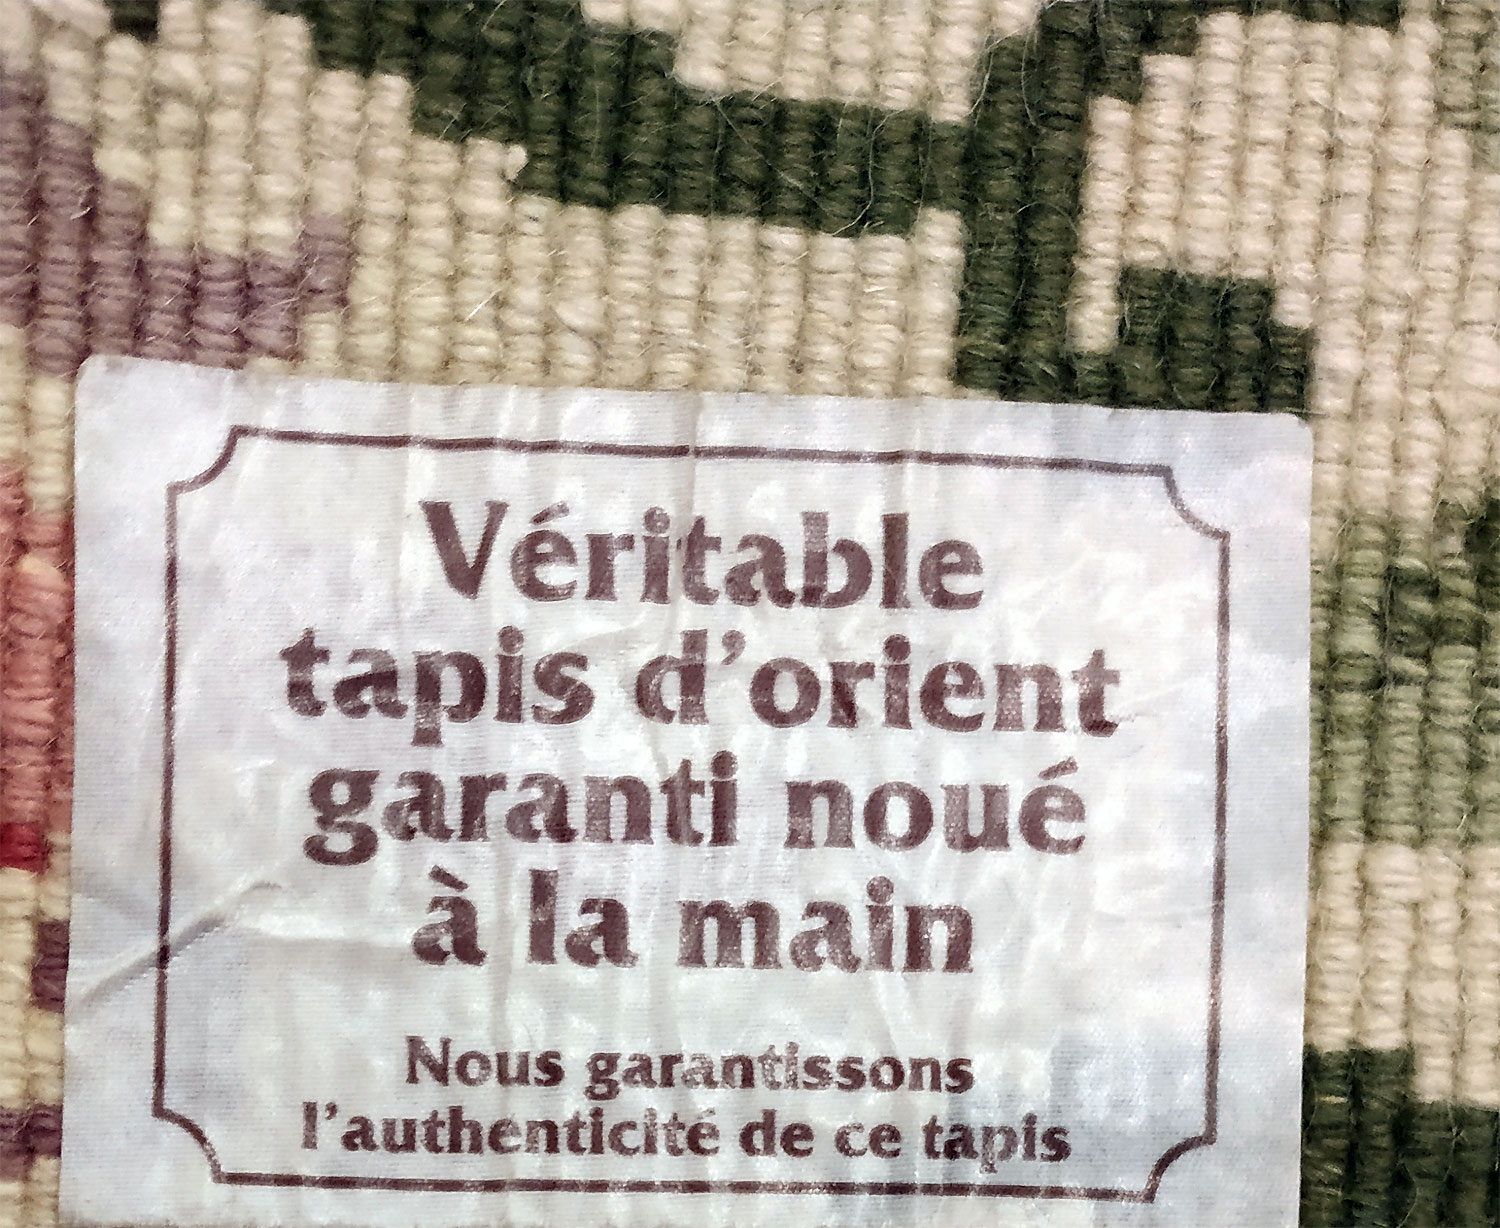 Véritable
tapis d'orient
garanti noué
à la main
Nous garantissons
l'authenticité de ce tapis